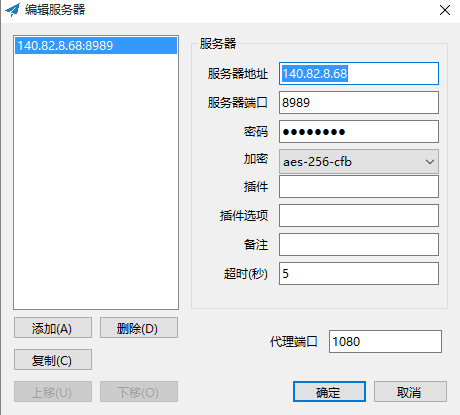 编辑服务器
140.82.8.68:8989
服务器
服务器地址 140.82.8.68
服务器端口 8989
密码 ●●●●●●●●
加密 aes-256-cfb
插件
插件选项
备注
超时(秒) 5
添加(A) 删除(D)
代理端口 1080
复制(C)
上移(U) 下移(O) 确定 取消